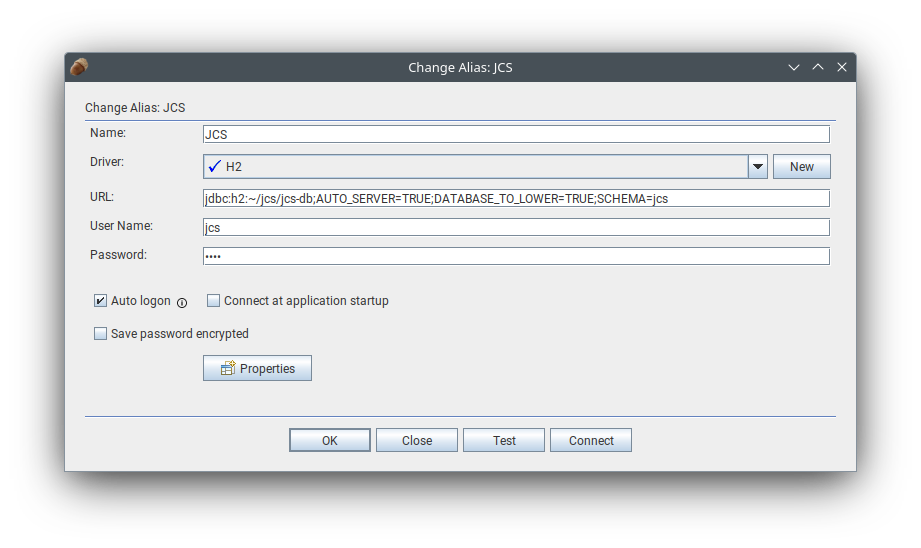 Change Alias: JCS
Change Alias: JCS
Name: JCS
Driver: H2 New
URL: jdbc:h2:~/jcs/jcs-db;AUTO_SERVER=TRUE;DATABASE_TO_LOWER=TRUE;SCHEMA=jcs
User Name: jcs
Password: ••••
Auto logon Connect at application startup
Save password encrypted
Properties
OK Close Test Connect